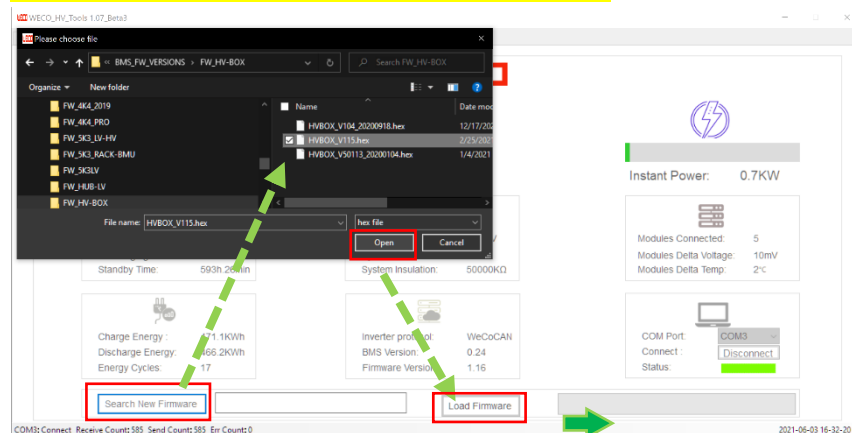 WECO_HV_Tools 1.07_Beta3
Please choose file
« BMS_FW_VERSIONS > FW_HV-BOX
Search FW_HV-BOX
Organize
New folder
Name
Date mod
FW_4K4_2019
FW_4K4_PRO
FW_5K3_LV-HV
FW_5K3_RACK-BMU
FW_5K3LV
FW_HUB-LV
FW_HV-BOX
HVBOX_V104_20200918.hex 12/17/202
HVBOX_V115.hex 2/25/202
HVBOX_V50113_20200104.hex 1/4/2021
File name: HVBOX_V115.hex
hex file
Open
Cancel
Instant Power: 0.7KW
Modules Connected: 5
Modules Delta Voltage: 10mV
Modules Delta Temp: 2°C
Standby Time: 593h.26min
System Insulation: 50000KΩ
Charge Energy : 471.1KWh
Discharge Energy: 466.2KWh
Energy Cycles: 17
Inverter protocol: WeCoCAN
BMS Version: 0.24
Firmware Version: 1.16
COM Port: COM3
Connect : Disconnect
Status:
Search New Firmware
Load Firmware
COM3: Connect Receive Count: 585 Send Count: 585 Err Count: 0
2021-06-03 16-32-20